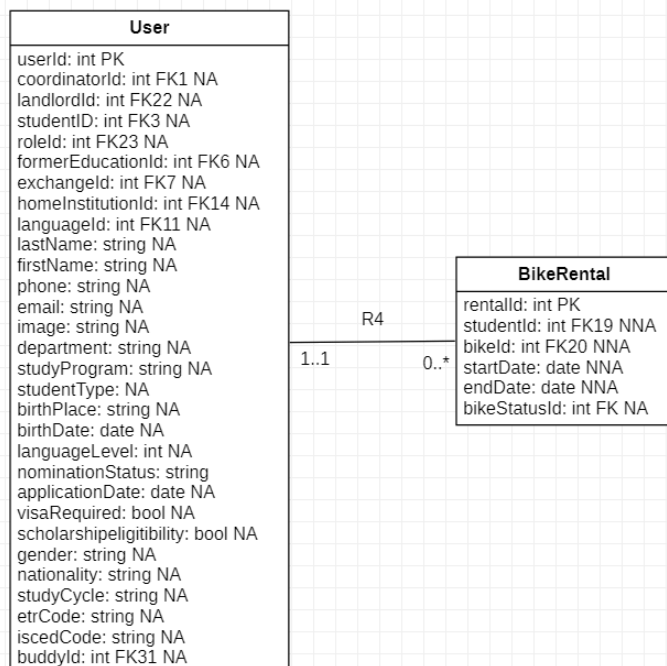 User
userId: int PK
coordinatorId: int FK1 NA
landlordId: int FK22 NA
studentID: int FK3 NA
roleId: int FK23 NA
formerEducationId: int FK6 NA
exchangeId: int FK7 NA
homeInstitutionId: int FK14 NA
languageId: int FK11 NA
lastName: string NA
firstName: string NA
phone: string NA
email: string NA
image: string NA
department: string NA
studyProgram: string NA
studentType: NA
birthPlace: string NA
birthDate: date NA
languageLevel: int NA
nominationStatus: string
applicationDate: date NA
visaRequired: bool NA
scholarshipeligitibility: bool NA
gender: string NA
nationality: string NA
studyCycle: string NA
etrCode: string NA
iscedCode: string NA
buddyId: int FK31 NA
R4
1..1
0..*
BikeRental
rentalId: int PK
studentId: int FK19 NNA
bikeId: int FK20 NNA
startDate: date NNA
endDate: date NNA
bikeStatusId: int FK NA